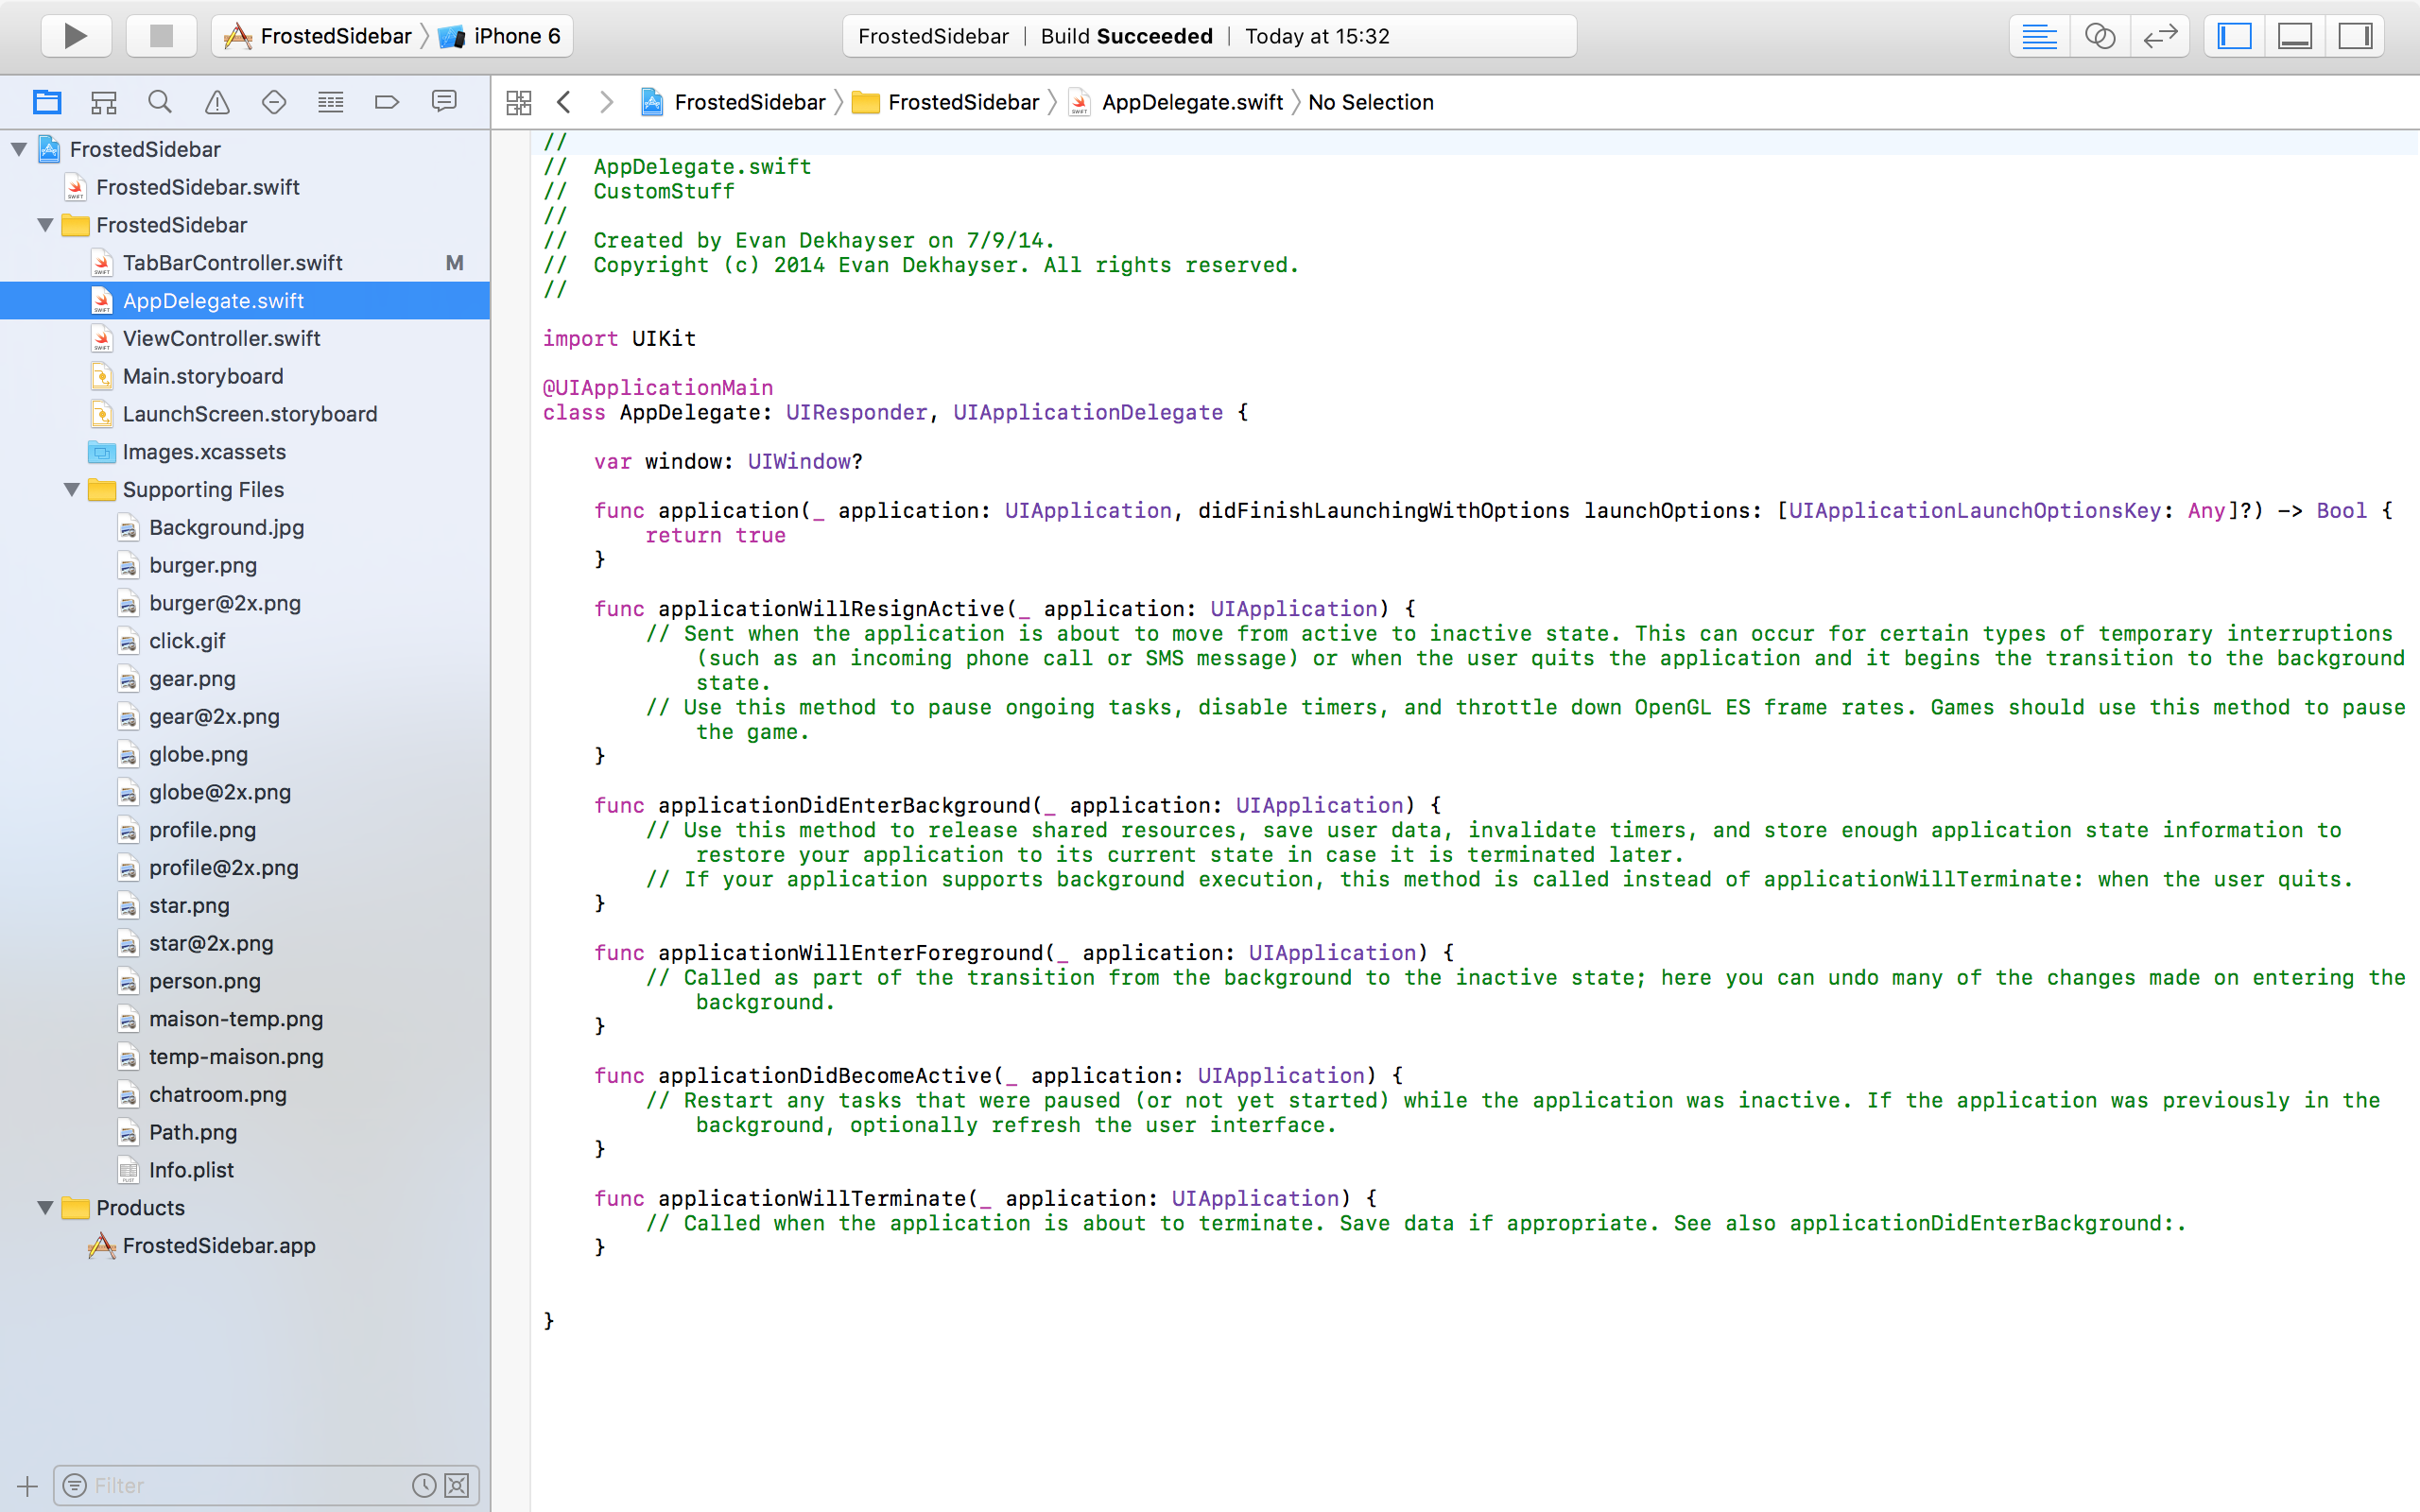 FrostedSidebar iPhone 6
FrostedSidebar | Build Succeeded | Today at 15:32
FrostedSidebar FrostedSidebar AppDelegate.swift No Selection
FrostedSidebar
FrostedSidebar.swift
FrostedSidebar
TabBarController.swift M
AppDelegate.swift
ViewController.swift
Main.storyboard
LaunchScreen.storyboard
Images.xcassets
Supporting Files
Background.jpg
burger.png
burger@2x.png
click.gif
gear.png
gear@2x.png
globe.png
globe@2x.png
profile.png
profile@2x.png
star.png
star@2x.png
person.png
maison-temp.png
temp-maison.png
chatroom.png
Path.png
Info.plist
Products
FrostedSidebar.app
Filter
//
//  AppDelegate.swift
//  CustomStuff
//
//  Created by Evan Dekhayser on 7/9/14.
//  Copyright (c) 2014 Evan Dekhayser. All rights reserved.
//
import UIKit
@UIApplicationMain
class AppDelegate: UIResponder, UIApplicationDelegate {
var window: UIWindow?
func application(_ application: UIApplication, didFinishLaunchingWithOptions launchOptions: [UIApplicationLaunchOptionsKey: Any]?) -> Bool {
return true
}
func applicationWillResignActive(_ application: UIApplication) {
// Sent when the application is about to move from active to inactive state. This can occur for certain types of temporary interruptions
(such as an incoming phone call or SMS message) or when the user quits the application and it begins the transition to the background
state.
// Use this method to pause ongoing tasks, disable timers, and throttle down OpenGL ES frame rates. Games should use this method to pause
the game.
}
func applicationDidEnterBackground(_ application: UIApplication) {
// Use this method to release shared resources, save user data, invalidate timers, and store enough application state information to
restore your application to its current state in case it is terminated later.
// If your application supports background execution, this method is called instead of applicationWillTerminate: when the user quits.
}
func applicationWillEnterForeground(_ application: UIApplication) {
// Called as part of the transition from the background to the inactive state; here you can undo many of the changes made on entering the
background.
}
func applicationDidBecomeActive(_ application: UIApplication) {
// Restart any tasks that were paused (or not yet started) while the application was inactive. If the application was previously in the
background, optionally refresh the user interface.
}
func applicationWillTerminate(_ application: UIApplication) {
// Called when the application is about to terminate. Save data if appropriate. See also applicationDidEnterBackground:.
}
}